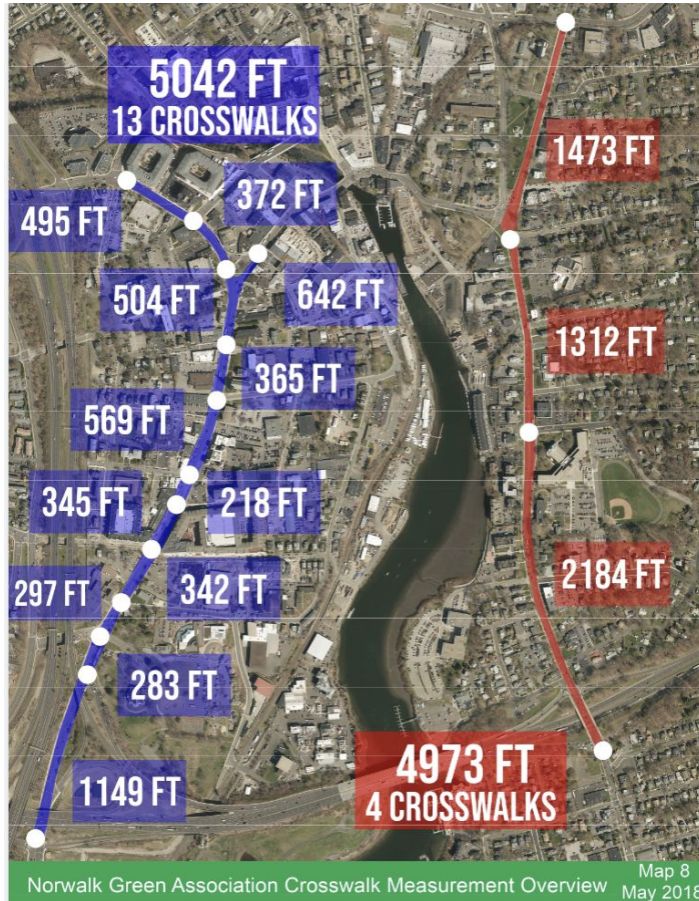 5042 FT
13 CROSSWALKS
1473 FT
372 FT
495 FT
504 FT
642 FT
1312 FT
365 FT
569 FT
345 FT
218 FT
2184 FT
297 FT
342 FT
283 FT
4973 FT
4 CROSSWALKS
1149 FT
Norwalk Green Association Crosswalk Measurement Overview
Map 8
May 2018